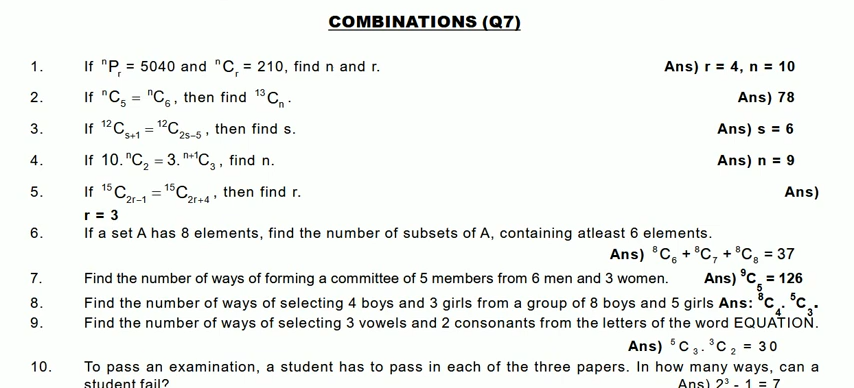 COMBINATIONS (Q7)
1. If ⁿPᵣ = 5040 and ⁿCᵣ = 210, find n and r. Ans) r = 4, n = 10
2. If ⁿC₅ = ⁿC₆, then find ¹³Cₙ. Ans) 78
3. If ¹²Cₛ₊₁ = ¹²C₂ₛ₋₅, then find s. Ans) s = 6
4. If 10.ⁿC₂ = 3.ⁿ⁺¹C₃, find n. Ans) n = 9
5. If ¹⁵C₂ᵣ₋₁ = ¹⁵C₂ᵣ₊₄, then find r. Ans)
r = 3
6. If a set A has 8 elements, find the number of subsets of A, containing atleast 6 elements.
Ans) ⁸C₆ + ⁸C₇ + ⁸C₈ = 37
7. Find the number of ways of forming a committee of 5 members from 6 men and 3 women. Ans) ⁹C₅ = 126
8. Find the number of ways of selecting 4 boys and 3 girls from a group of 8 boys and 5 girls Ans: ⁸C₄. ⁵C₃.
9. Find the number of ways of selecting 3 vowels and 2 consonants from the letters of the word EQUATION.
Ans) ⁵C₃.³C₂ = 30
10. To pass an examination, a student has to pass in each of the three papers. In how many ways, can a
student fail? Ans) 2³ - 1 = 7